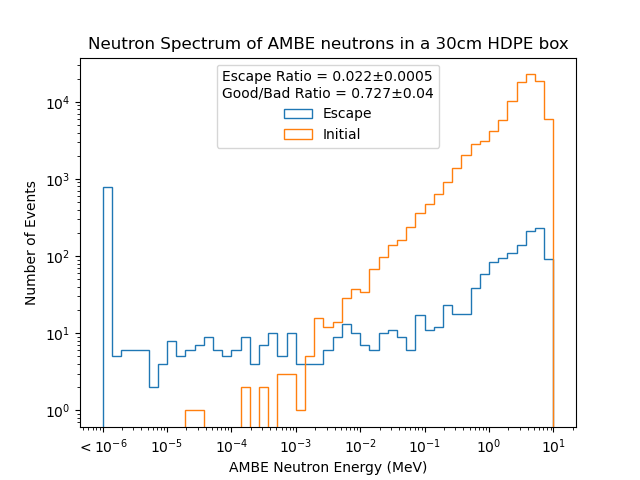 Neutron Spectrum of AMBE neutrons in a 30cm HDPE box
Escape Ratio = 0.022±0.0005
Good/Bad Ratio = 0.727±0.04
Escape
Initial
Number of Events
10⁴
10³
10²
10¹
10⁰
< 10⁻⁶
10⁻⁵
10⁻⁴
10⁻³
10⁻²
10⁻¹
10⁰
10¹
AMBE Neutron Energy (MeV)